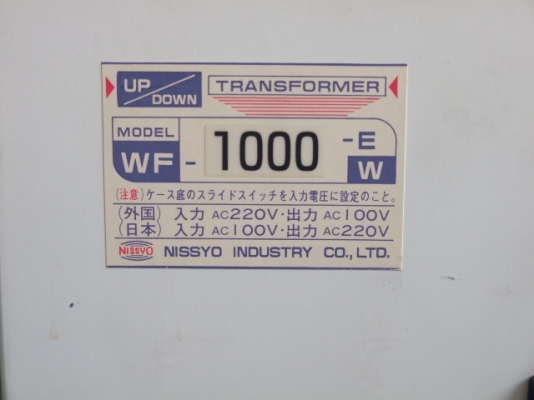 UP/DOWN TRANSFORMER
MODEL
WF-1000-E
W
(注意)ケース底のスライドスイッチを入力電圧に設定のこと。
(外国) 入力 AC220V・出力 AC100V
(日本) 入力 AC100V・出力 AC220V
NISSYO NISSYO INDUSTRY CO., LTD.